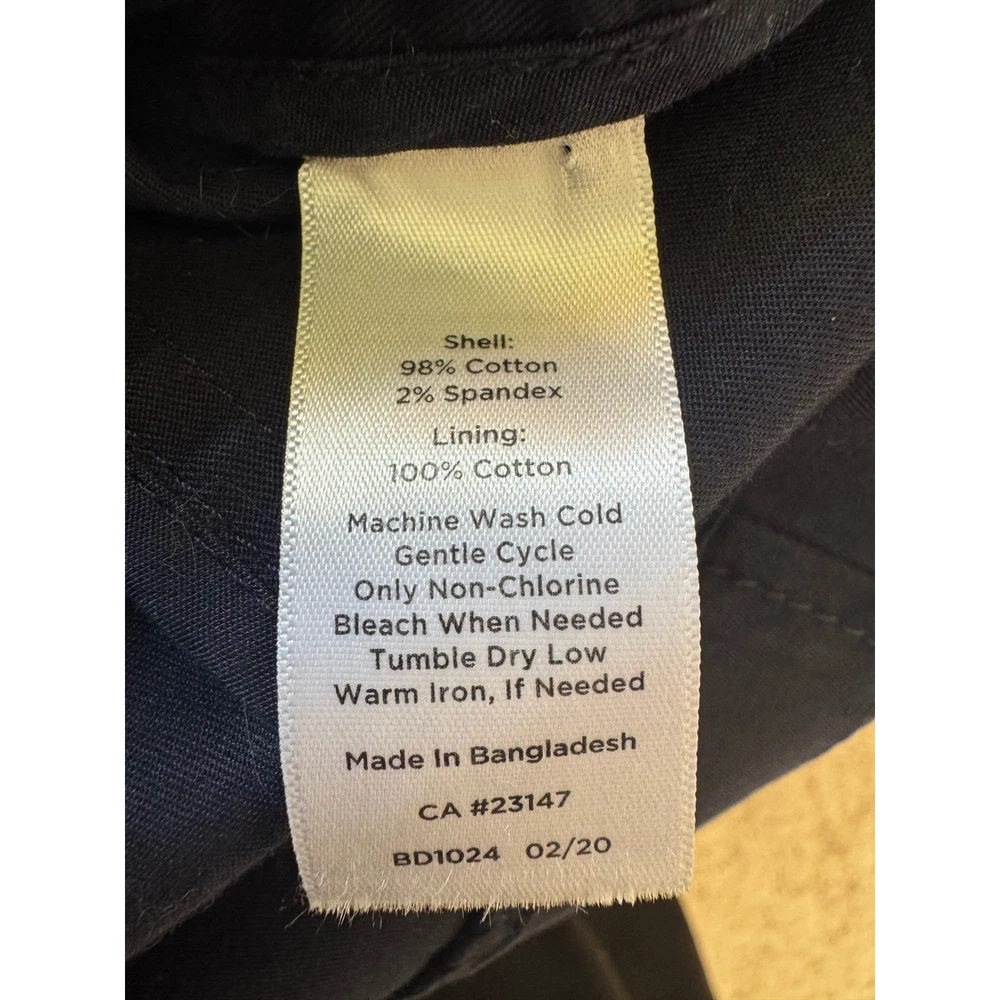 Shell:
98% Cotton
2% Spandex
Lining:
100% Cotton
Machine Wash Cold
Gentle Cycle
Only Non-Chlorine
Bleach When Needed
Tumble Dry Low
Warm Iron, If Needed
Made In Bangladesh
CA #23147
BD1024 02/20